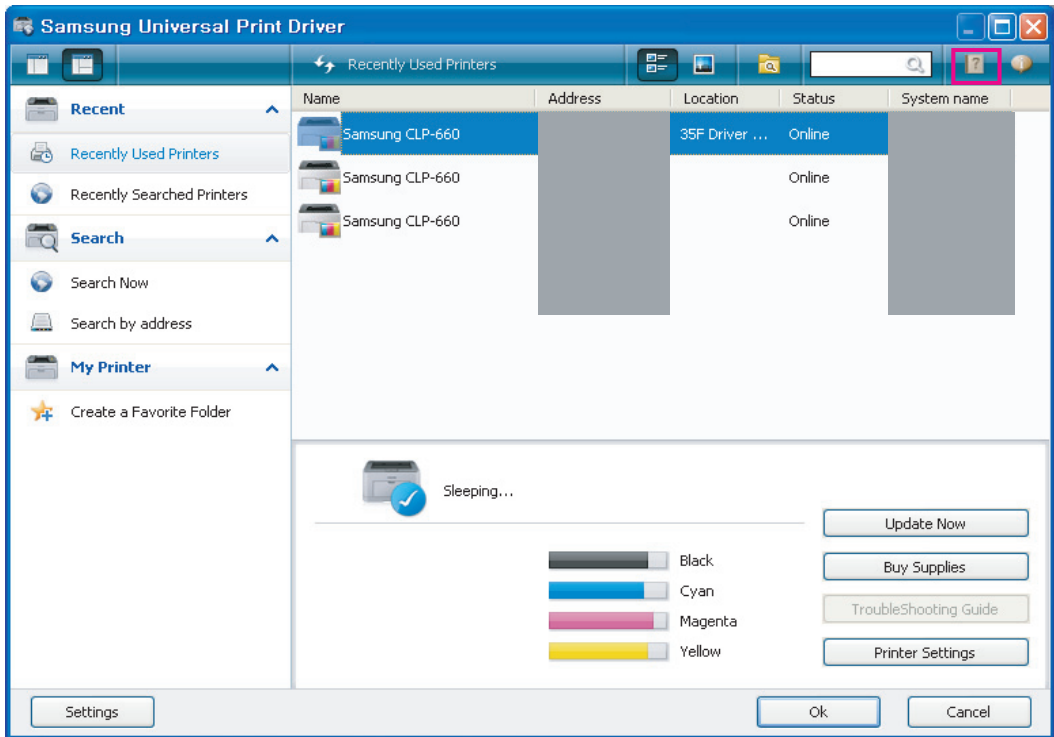 Samsung Universal Print Driver
Recently Used Printers
Recent
Recently Used Printers
Recently Searched Printers
Search
Search Now
Search by address
My Printer
Create a Favorite Folder
Name Address Location Status System name
Samsung CLP-660 35F Driver ... Online
Samsung CLP-660 Online
Samsung CLP-660 Online
Sleeping...
Black
Cyan
Magenta
Yellow
Update Now
Buy Supplies
TroubleShooting Guide
Printer Settings
Settings
Ok
Cancel